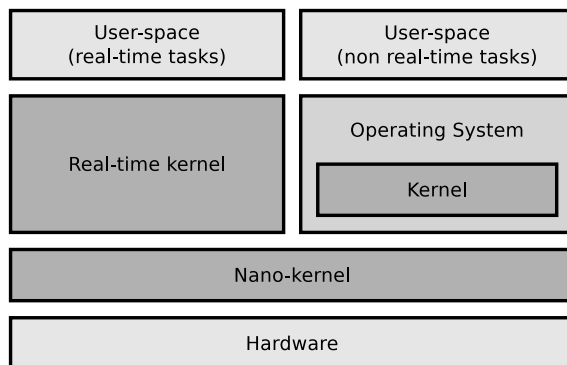 User-space
(real-time tasks)
User-space
(non real-time tasks)
Real-time kernel
Operating System
Kernel
Nano-kernel
Hardware